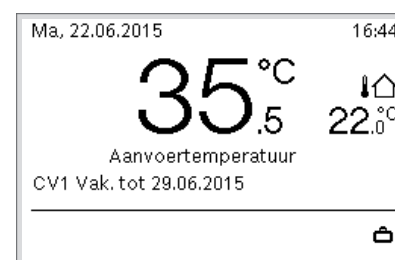 Ma, 22.06.2015 16:44
35.5 °C
22.0 °C
Aanvoertemperatuur
CV1 Vak. tot 29.06.2015